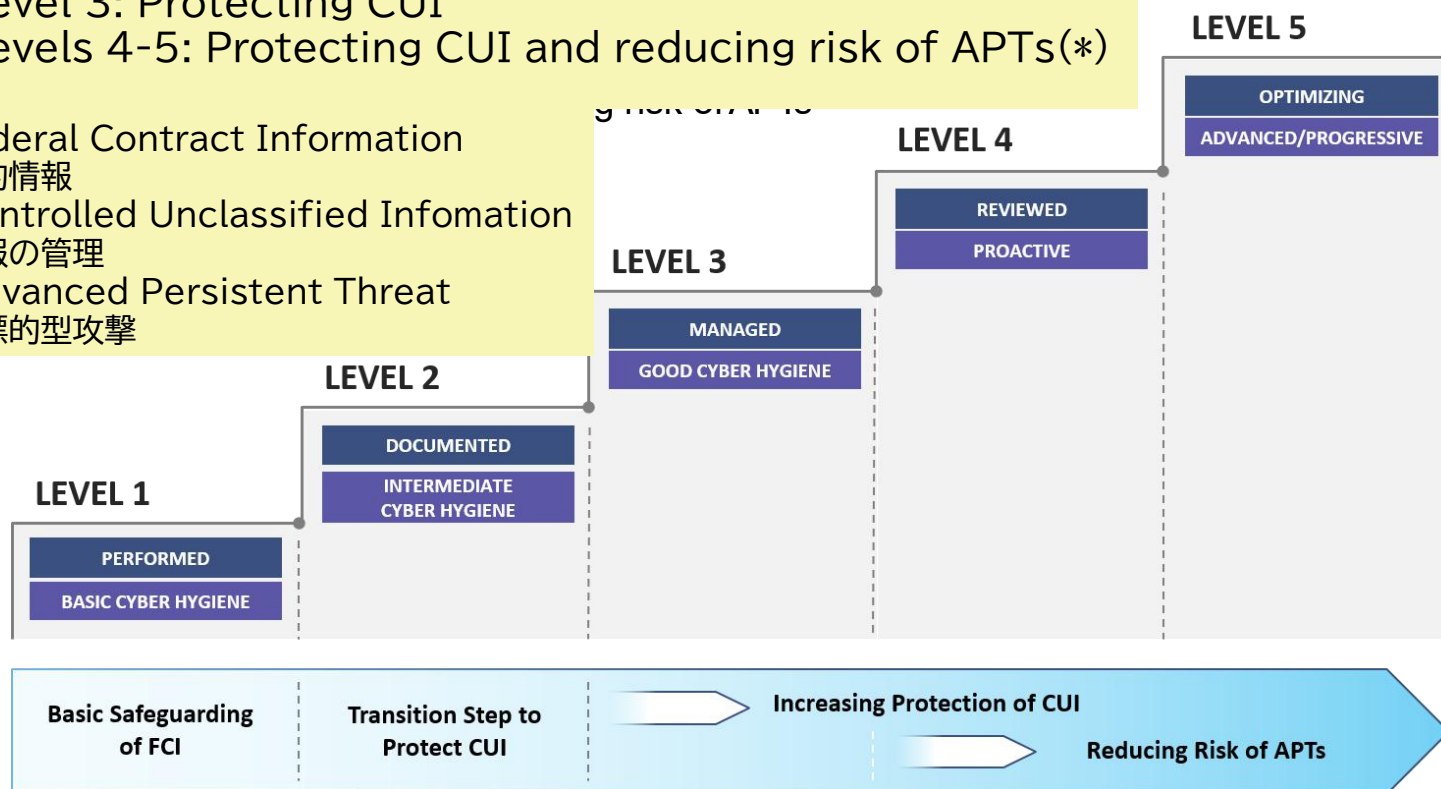 evel 3: Protecting CUI
evels 4-5: Protecting CUI and reducing risk of APTs(*)
deral Contract Information
的情報
ntrolled Unclassified Infomation
報の管理
vanced Persistent Threat
標的型攻撃
g risk of APTs
LEVEL 5
OPTIMIZING
ADVANCED/PROGRESSIVE
LEVEL 4
REVIEWED
PROACTIVE
LEVEL 3
MANAGED
GOOD CYBER HYGIENE
LEVEL 2
DOCUMENTED
INTERMEDIATE
CYBER HYGIENE
LEVEL 1
PERFORMED
BASIC CYBER HYGIENE
Basic Safeguarding
of FCI
Transition Step to
Protect CUI
Increasing Protection of CUI
Reducing Risk of APTs